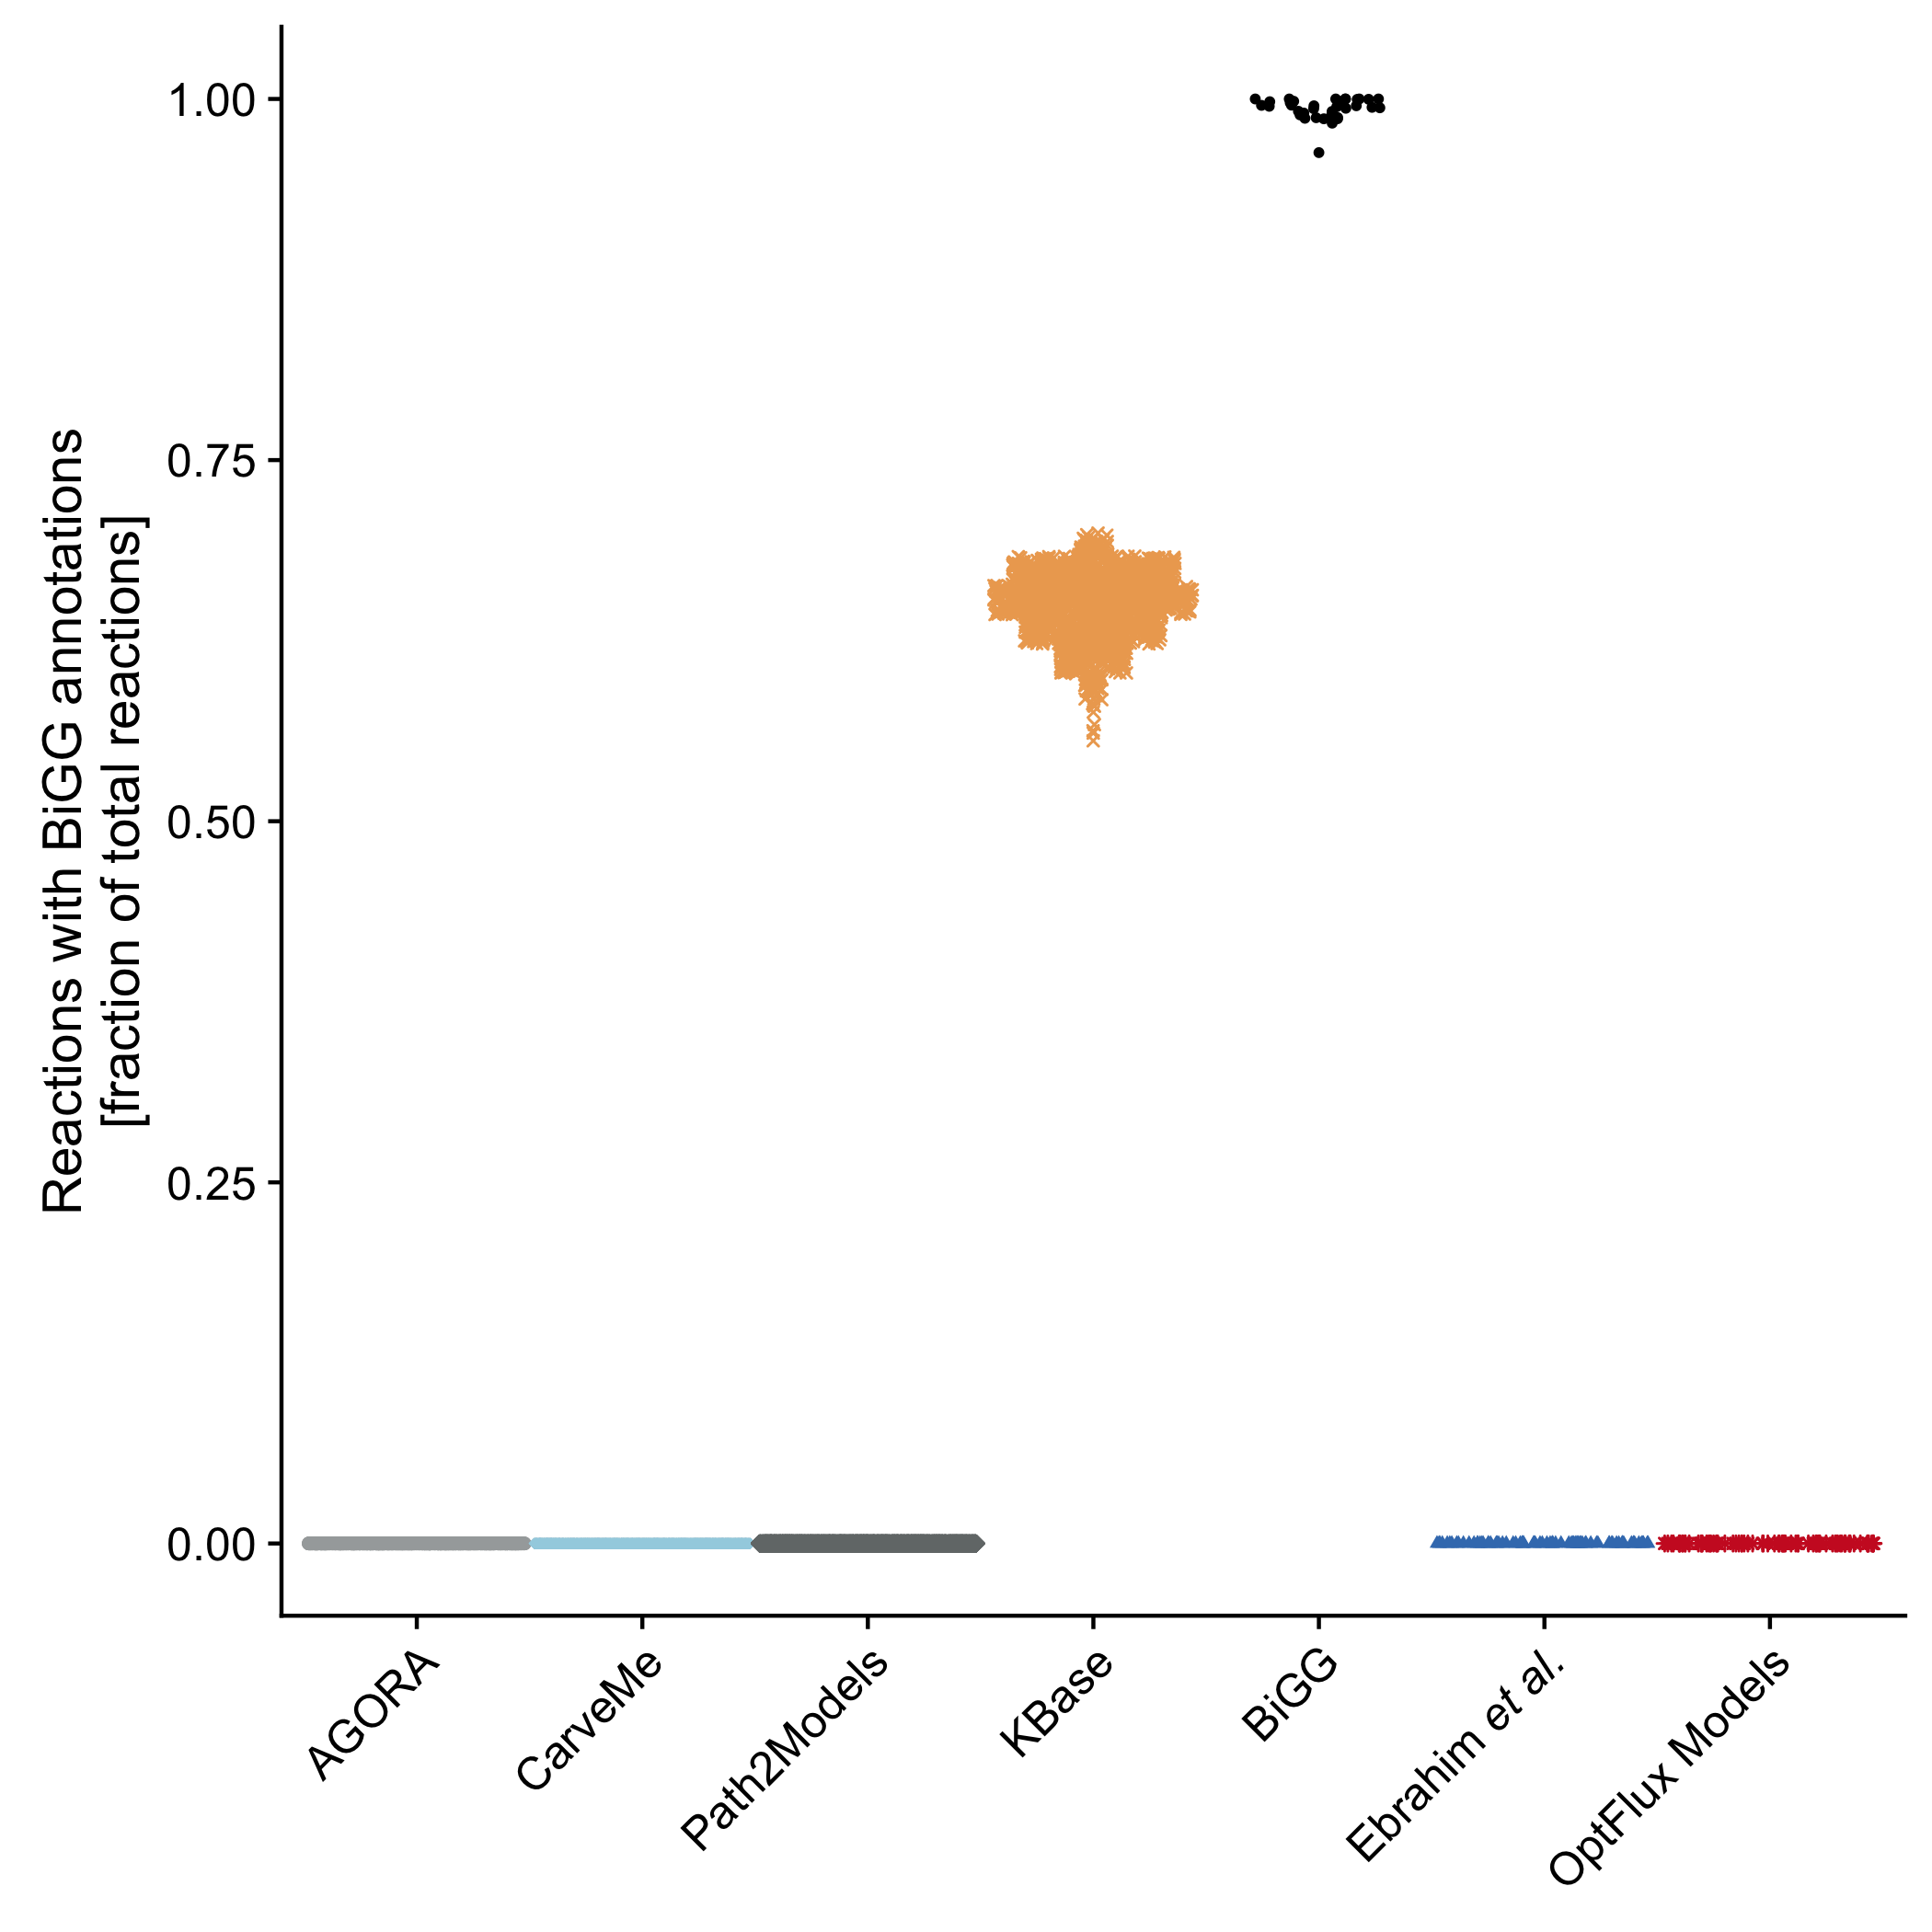 Reactions with BiGG annotations
[fraction of total reactions]
1.00
0.75
0.50
0.25
0.00
AGORA
CarveMe
Path2Models
KBase
BiGG
Ebrahim et al.
OptFlux Models